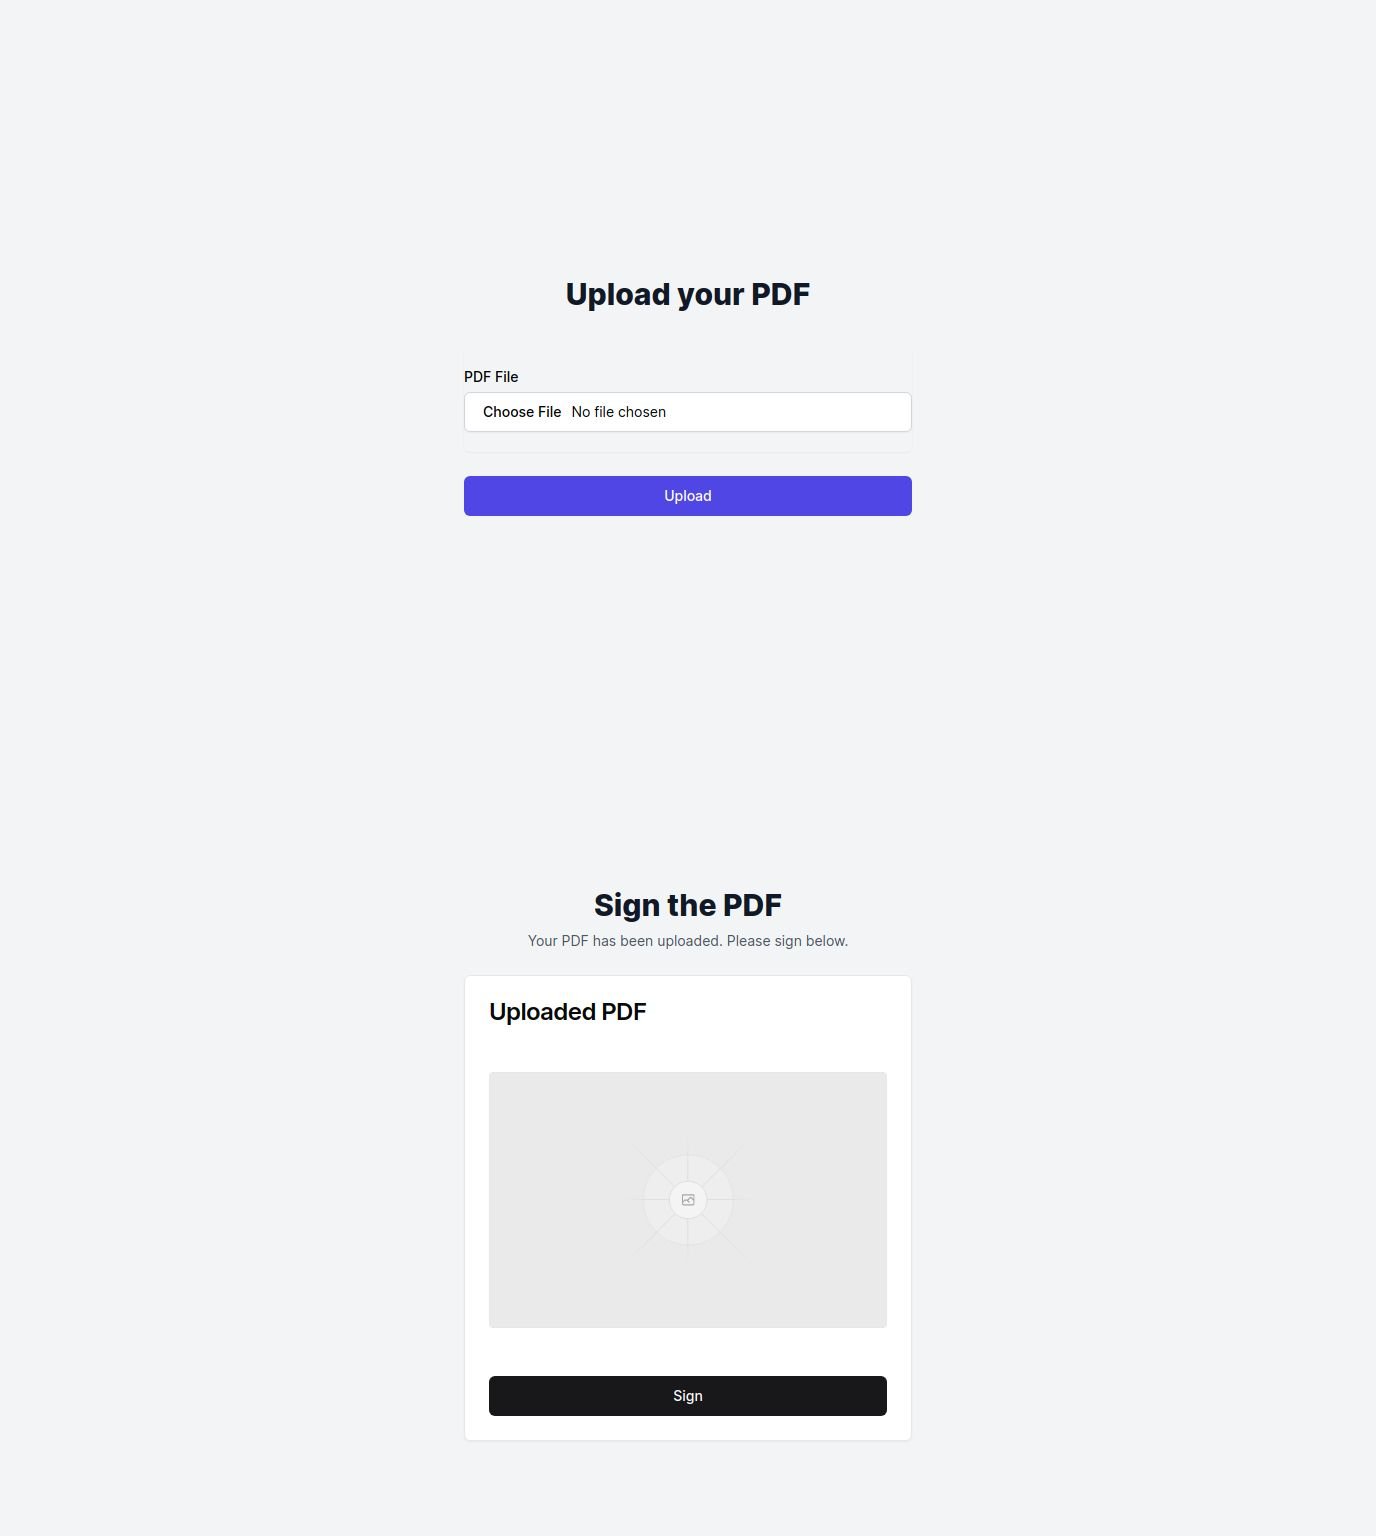 Upload your PDF
PDF File
Choose File No file chosen
Upload
Sign the PDF
Your PDF has been uploaded. Please sign below.
Uploaded PDF
Sign